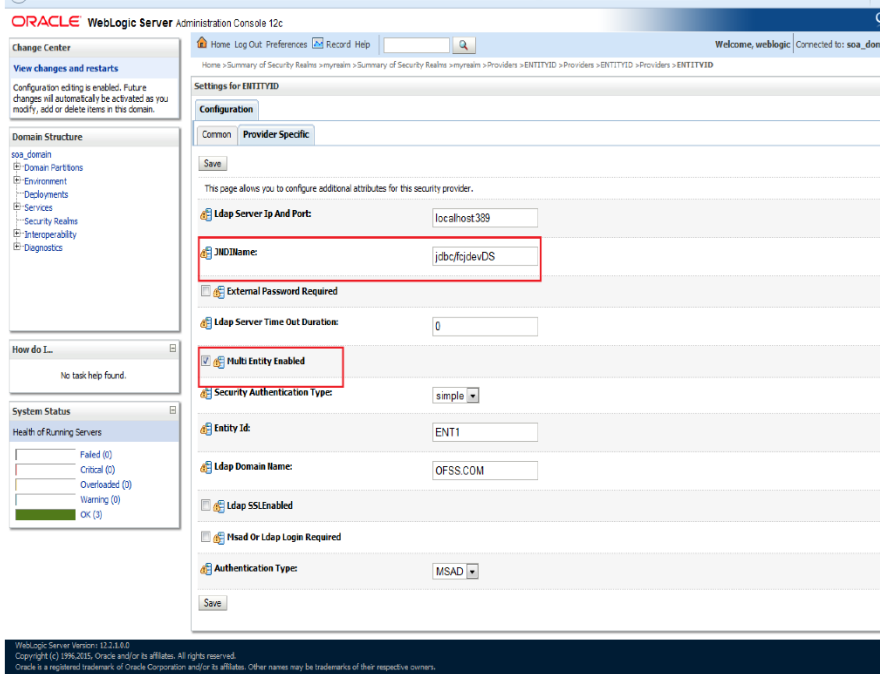 ORACLE WebLogic Server Administration Console 12c
Change Center
View changes and restarts
Configuration editing is enabled. Future
changes will automatically be activated as you
modify, add or delete items in this domain.
Domain Structure
soa_domain
Domain Partitions
Environment
Deployments
Services
Security Realms
Interoperability
Diagnostics
How do I...
No task help found.
System Status
Health of Running Servers
Failed (0)
Critical (0)
Overloaded (0)
Warning (0)
OK (3)
Home Log Out Preferences Record Help
Welcome, weblogic Connected to: soa_dom
Home >Summary of Security Realms >myrealm >Summary of Security Realms >myrealm >Providers >ENTITYID >Providers >ENTITYID >Providers >ENTITYID
Settings for ENTITYID
Configuration
Common Provider Specific
Save
This page allows you to configure additional attributes for this security provider.
Ldap Server Ip And Port: localhost389
JNDIName: jdbc/fcjdevDS
External Password Required
Ldap Server Time Out Duration: 0
Multi Entity Enabled
Security Authentication Type: simple
Entity Id: ENT1
Ldap Domain Name: OFSS.COM
Ldap SSLEnabled
Msad Or Ldap Login Required
Authentication Type: MSAD
Save
WebLogic Server Version: 12.2.1.0.0
Copyright (c) 1996,2015, Oracle and/or its affiliates. All rights reserved.
Oracle is a registered trademark of Oracle Corporation and/or its affiliates. Other names may be trademarks of their respective owners.